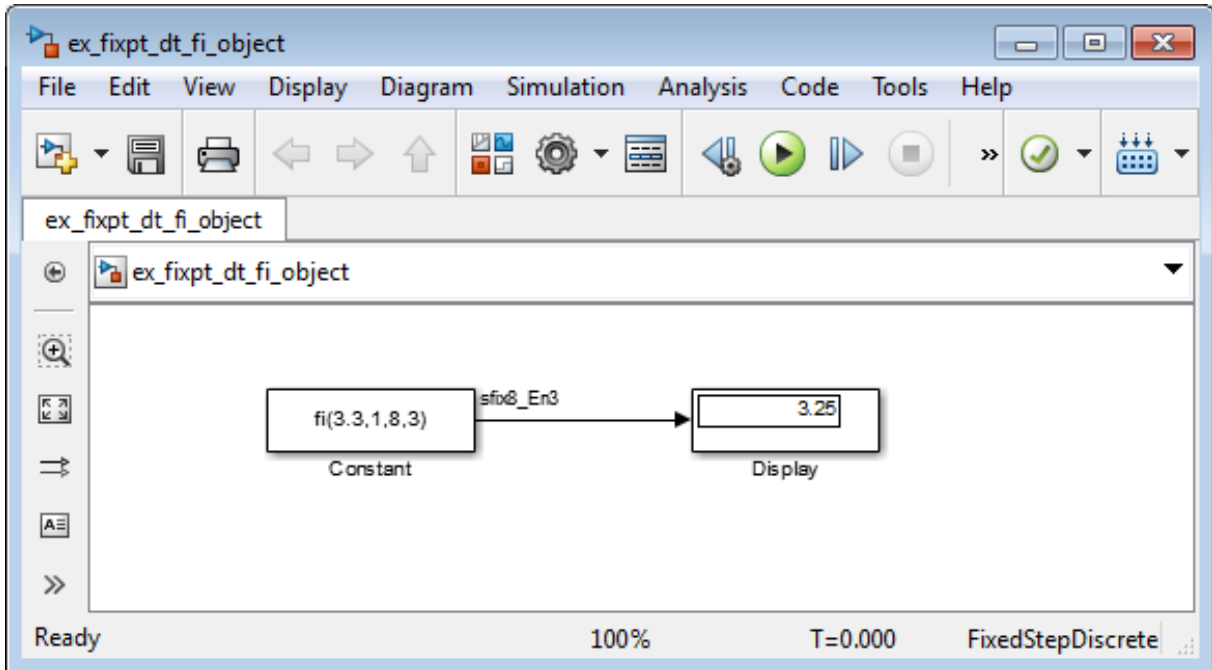 ex_fixpt_dt_fi_object
File Edit View Display Diagram Simulation Analysis Code Tools Help
»
ex_fixpt_dt_fi_object
ex_fixpt_dt_fi_object
fi(3.3,1,8,3)
sfix8_En3
3.25
Constant
Display
A
»
Ready 100% T=0.000 FixedStepDiscrete